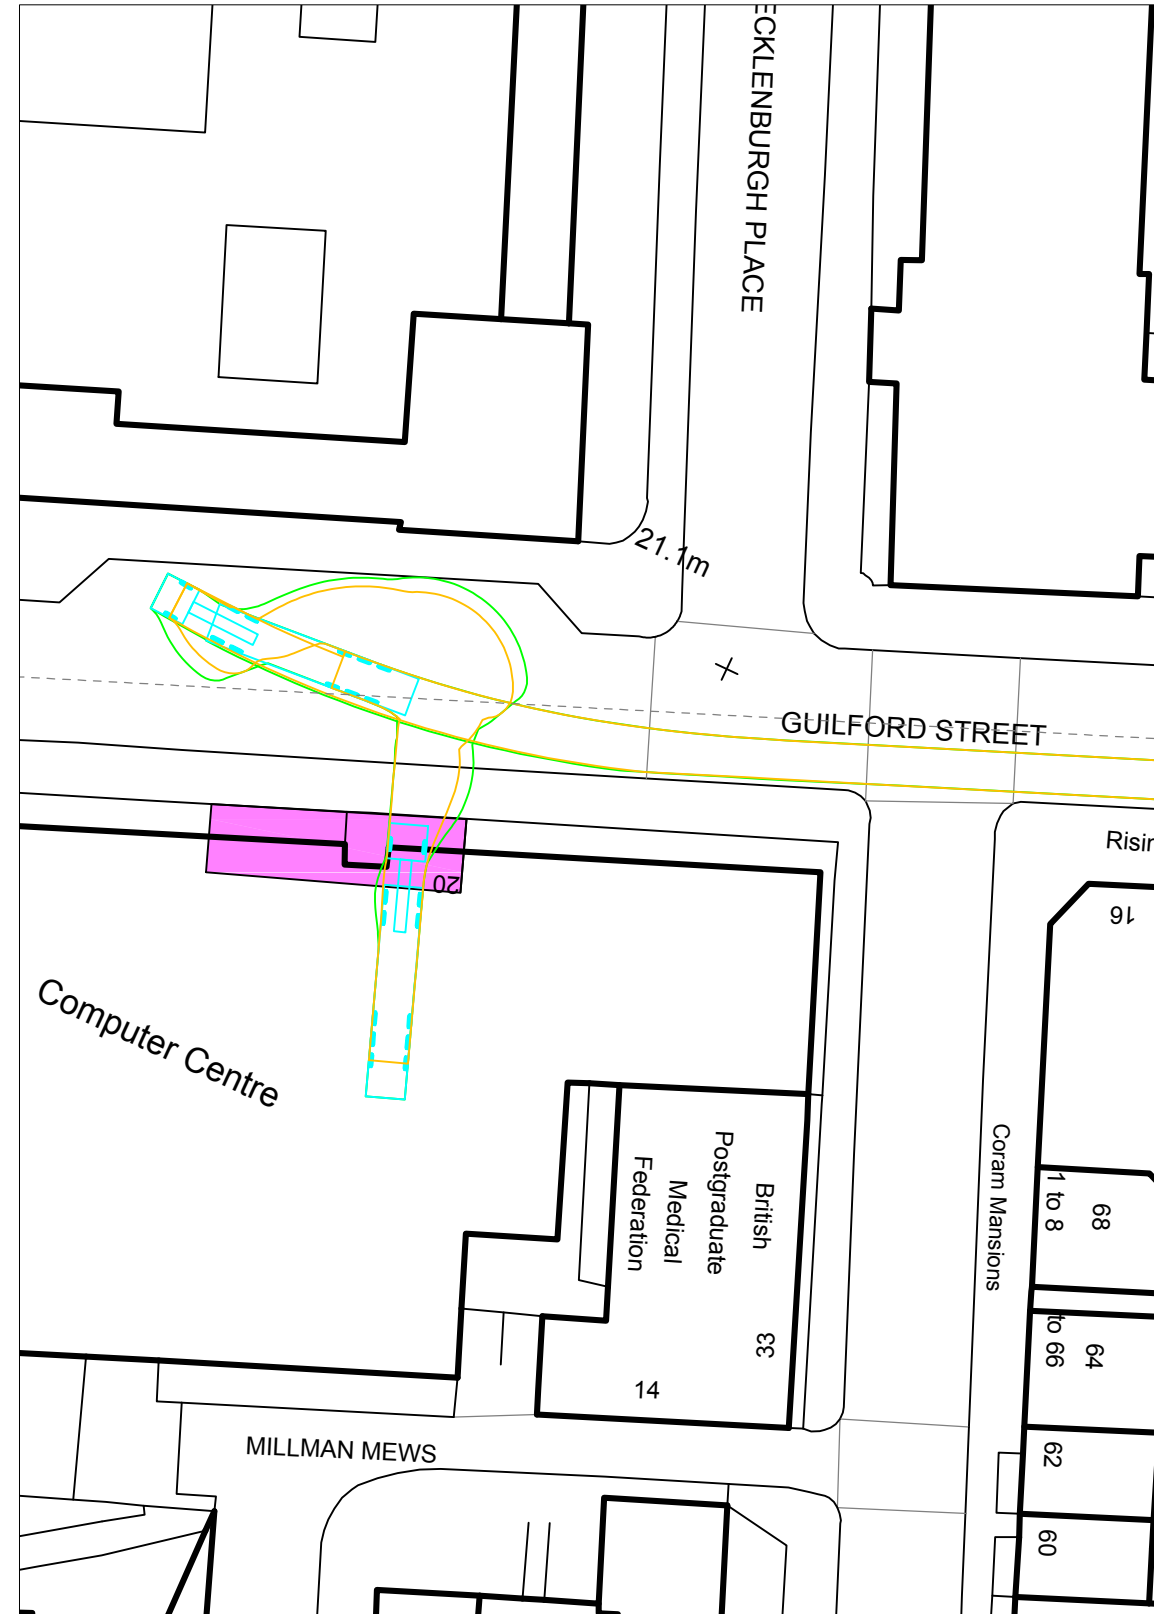 ECKLENBURGH PLACE
21.1m
GUILFORD STREET
Risin
16
20
Computer Centre
British
Postgraduate
Medical
Federation
33
14
Coram Mansions
1 to 8
68
to 66
64
62
60
MILLMAN MEWS